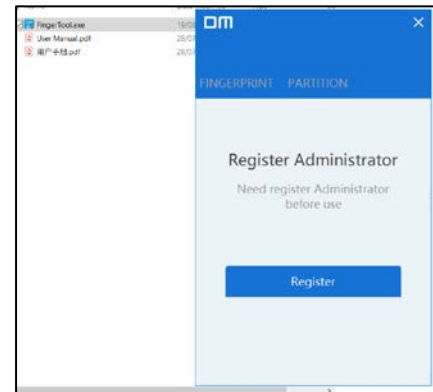 FingerTool.exe
User Manual.pdf
用户手册.pdf
DM
FINGERPRINT PARTITION
Register Administrator
Need register Administrator
before use
Register